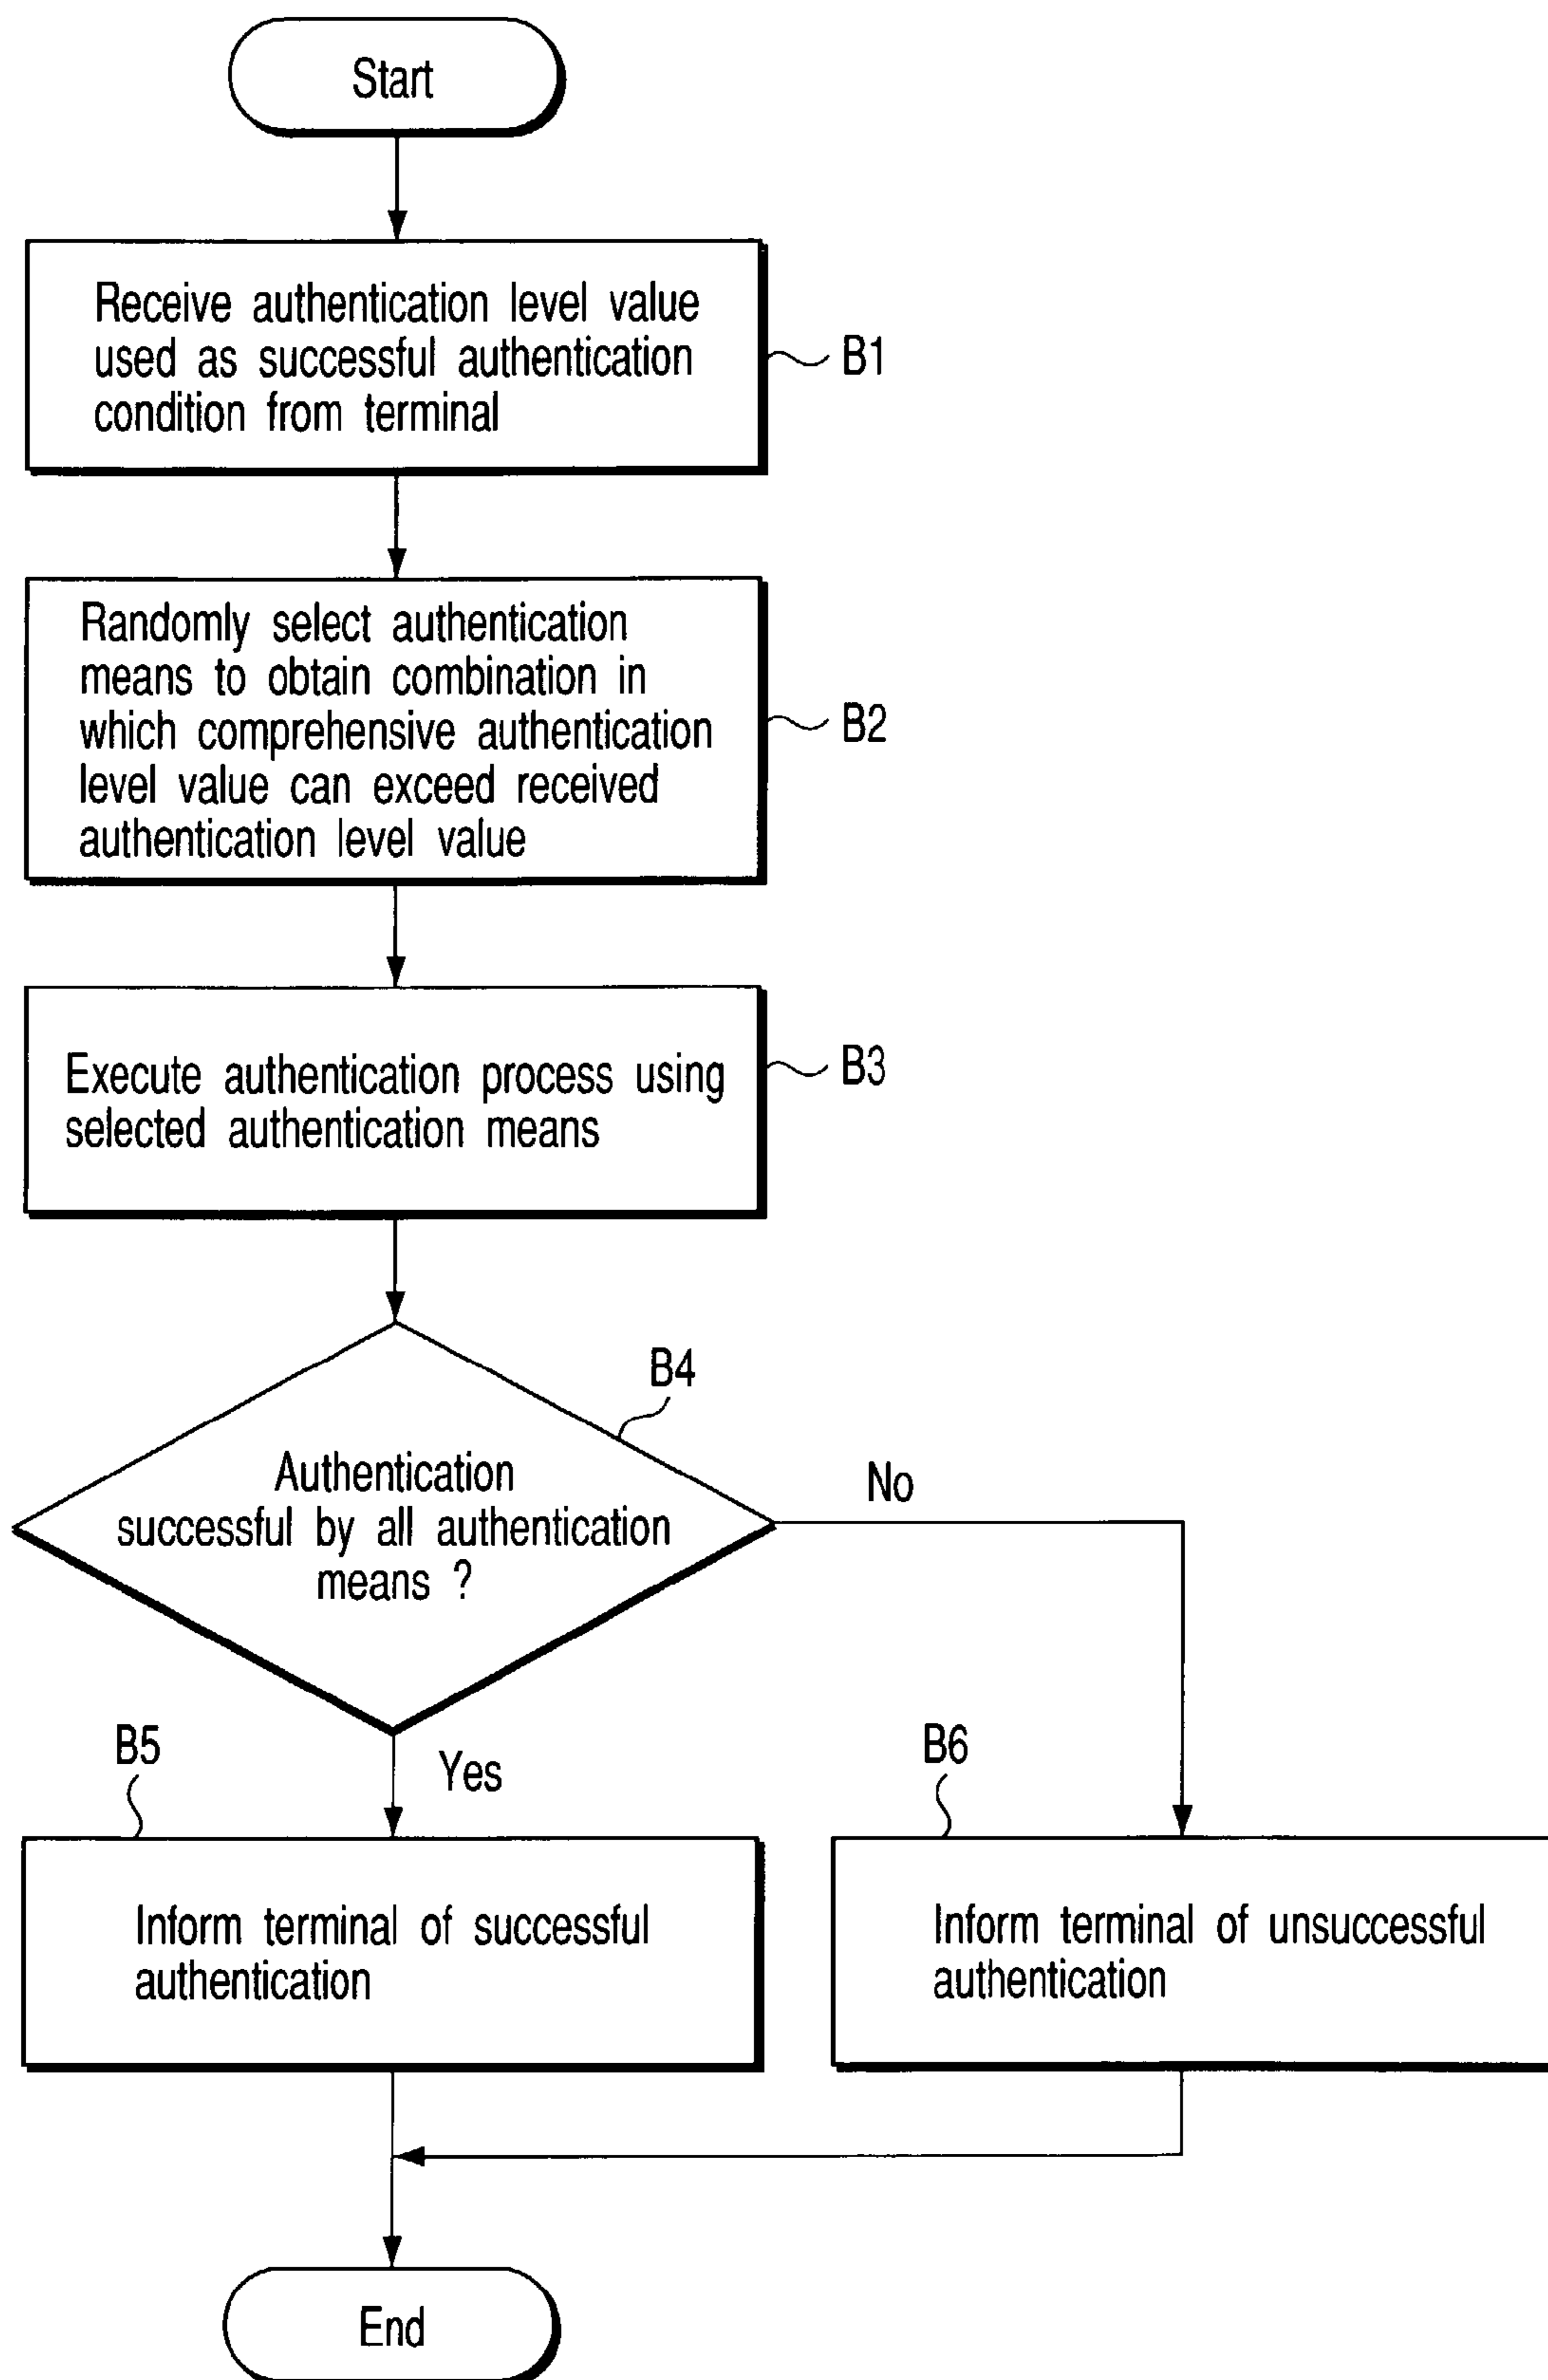 Start
Receive authentication level value
used as successful authentication
condition from terminal
B1
Randomly select authentication
means to obtain combination in
which comprehensive authentication
level value can exceed received
authentication level value
B2
Execute authentication process using
selected authentication means
B3
B4
Authentication
successful by all authentication
means ?
No
Yes
B5
Inform terminal of successful
authentication
B6
Inform terminal of unsuccessful
authentication
End